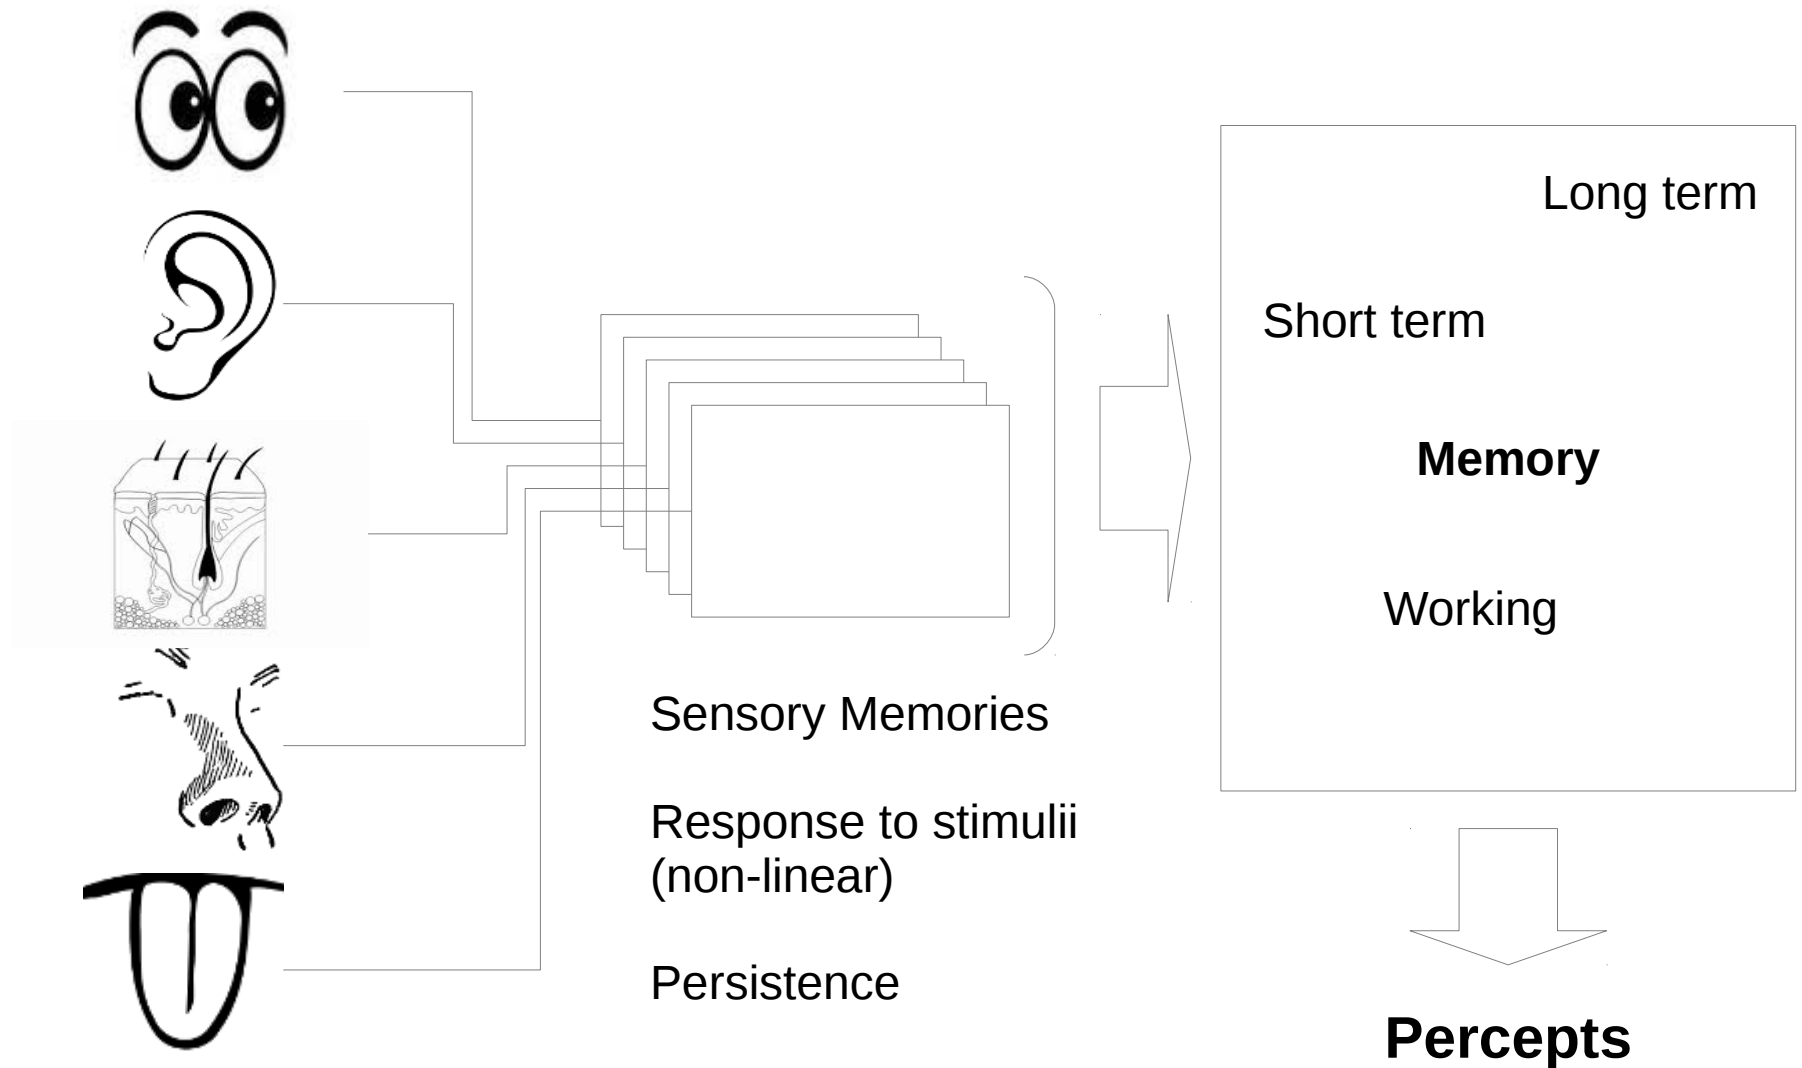 Long term
Short term
Memory
Working
Sensory Memories
Response to stimulii
(non-linear)
Persistence
Percepts